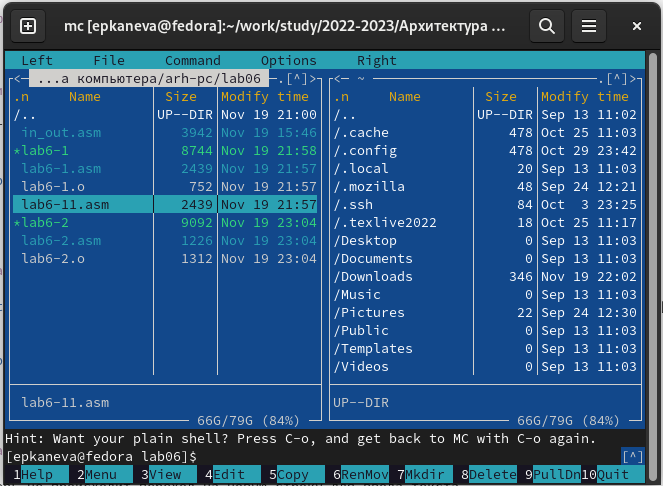 mc [epkaneva@fedora]:~/work/study/2022-2023/Архитектура ...
Left File Command Options Right
<— ...а компьютера/arh-pc/lab06 —.[^]>
.n Name Size Modify time
/.. UP--DIR Nov 19 21:00
in_out.asm 3942 Nov 19 15:46
*lab6-1 8744 Nov 19 21:58
lab6-1.asm 2439 Nov 19 21:57
lab6-1.o 752 Nov 19 21:57
lab6-11.asm 2439 Nov 19 21:57
*lab6-2 9092 Nov 19 23:04
lab6-2.asm 1226 Nov 19 23:04
lab6-2.o 1312 Nov 19 23:04
lab6-11.asm
66G/79G (84%)
<— ~ —.[^]>
.n Name Size Modify time
/.. UP--DIR Sep 13 11:02
/.cache 478 Oct 25 11:03
/.config 478 Oct 29 23:42
/.local 20 Sep 13 11:03
/.mozilla 48 Sep 24 12:21
/.ssh 84 Oct 3 23:25
/.texlive2022 18 Oct 25 11:17
/Desktop 0 Sep 13 11:03
/Documents 0 Sep 13 11:03
/Downloads 346 Nov 19 22:02
/Music 0 Sep 13 11:03
/Pictures 22 Sep 24 12:30
/Public 0 Sep 13 11:03
/Templates 0 Sep 13 11:03
/Videos 0 Sep 13 11:03
UP--DIR
66G/79G (84%)
Hint: Want your plain shell? Press C-o, and get back to MC with C-o again.
[epkaneva@fedora lab06]$ [^]
1Help 2Menu 3View 4Edit 5Copy 6RenMov 7Mkdir 8Delete 9PullDn 10Quit